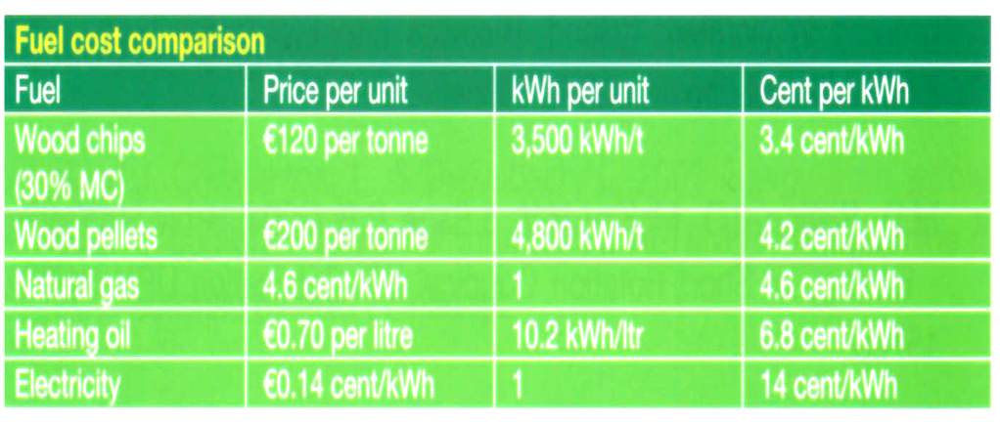 Fuel cost comparison
Fuel Price per unit kWh per unit Cent per kWh
Wood chips €120 per tonne 3,500 kWh/t 3.4 cent/kWh
(30% MC)
Wood pellets €200 per tonne 4,800 kWh/t 4.2 cent/kWh
Natural gas 4.6 cent/kWh 1 4.6 cent/kWh
Heating oil €0.70 per litre 10.2 kWh/ltr 6.8 cent/kWh
Electricity €0.14 cent/kWh 1 14 cent/kWh